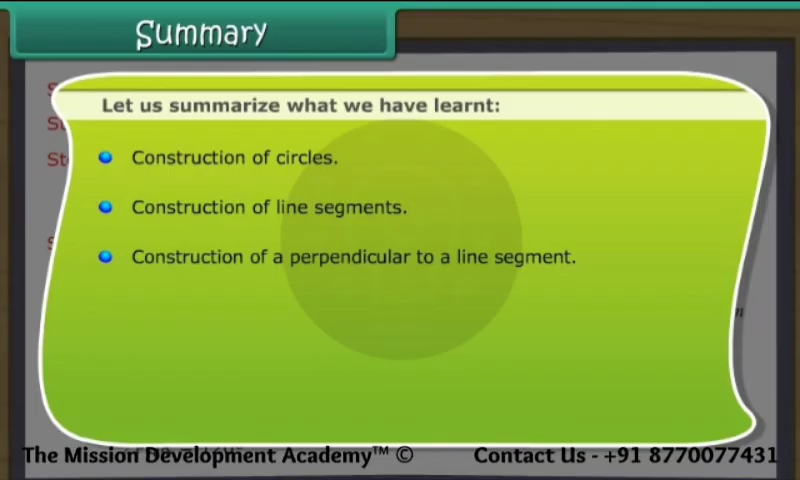 Summary
Let us summarize what we have learnt:
Construction of circles.
Construction of line segments.
Construction of a perpendicular to a line segment.
The Mission Development Academy™ ©
Contact Us - +91 8770077431